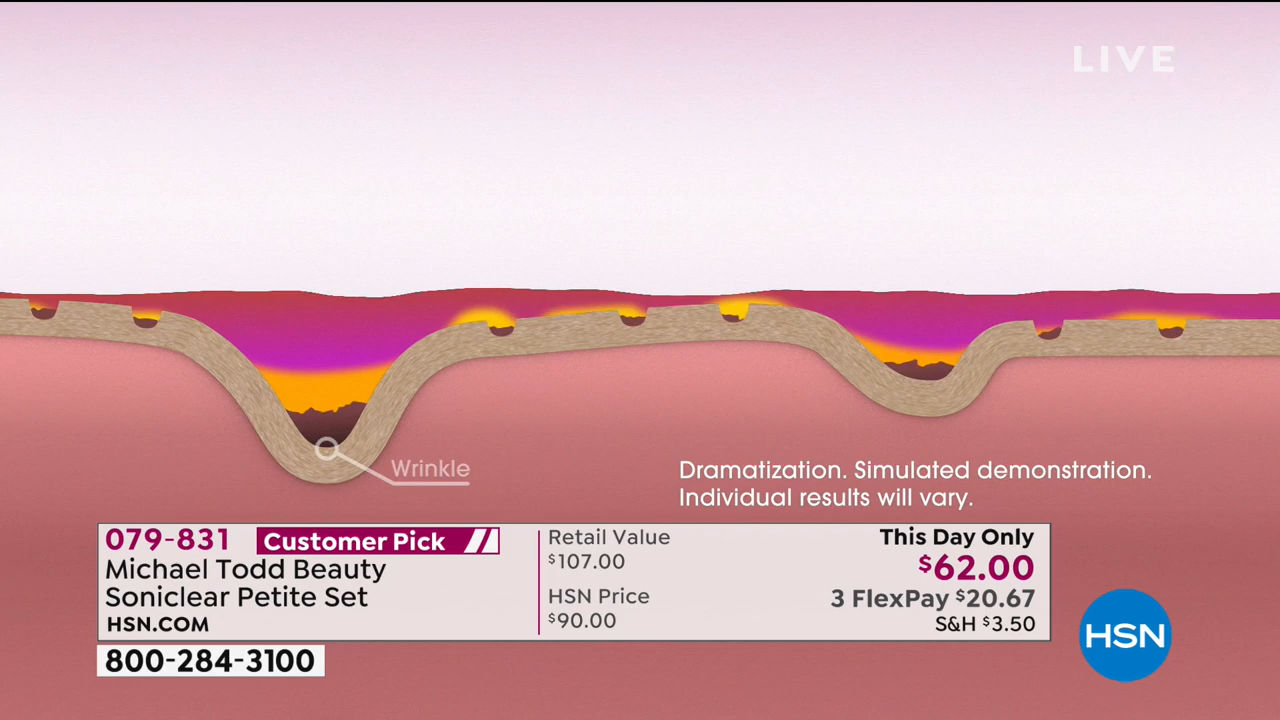 LIVE
Wrinkle
Dramatization. Simulated demonstration.
Individual results will vary.
079-831 Customer Pick
Michael Todd Beauty
Soniclear Petite Set
HSN.COM
800-284-3100
Retail Value
$107.00
HSN Price
$90.00
This Day Only
$62.00
3 FlexPay $20.67
S&H $3.50
HSN